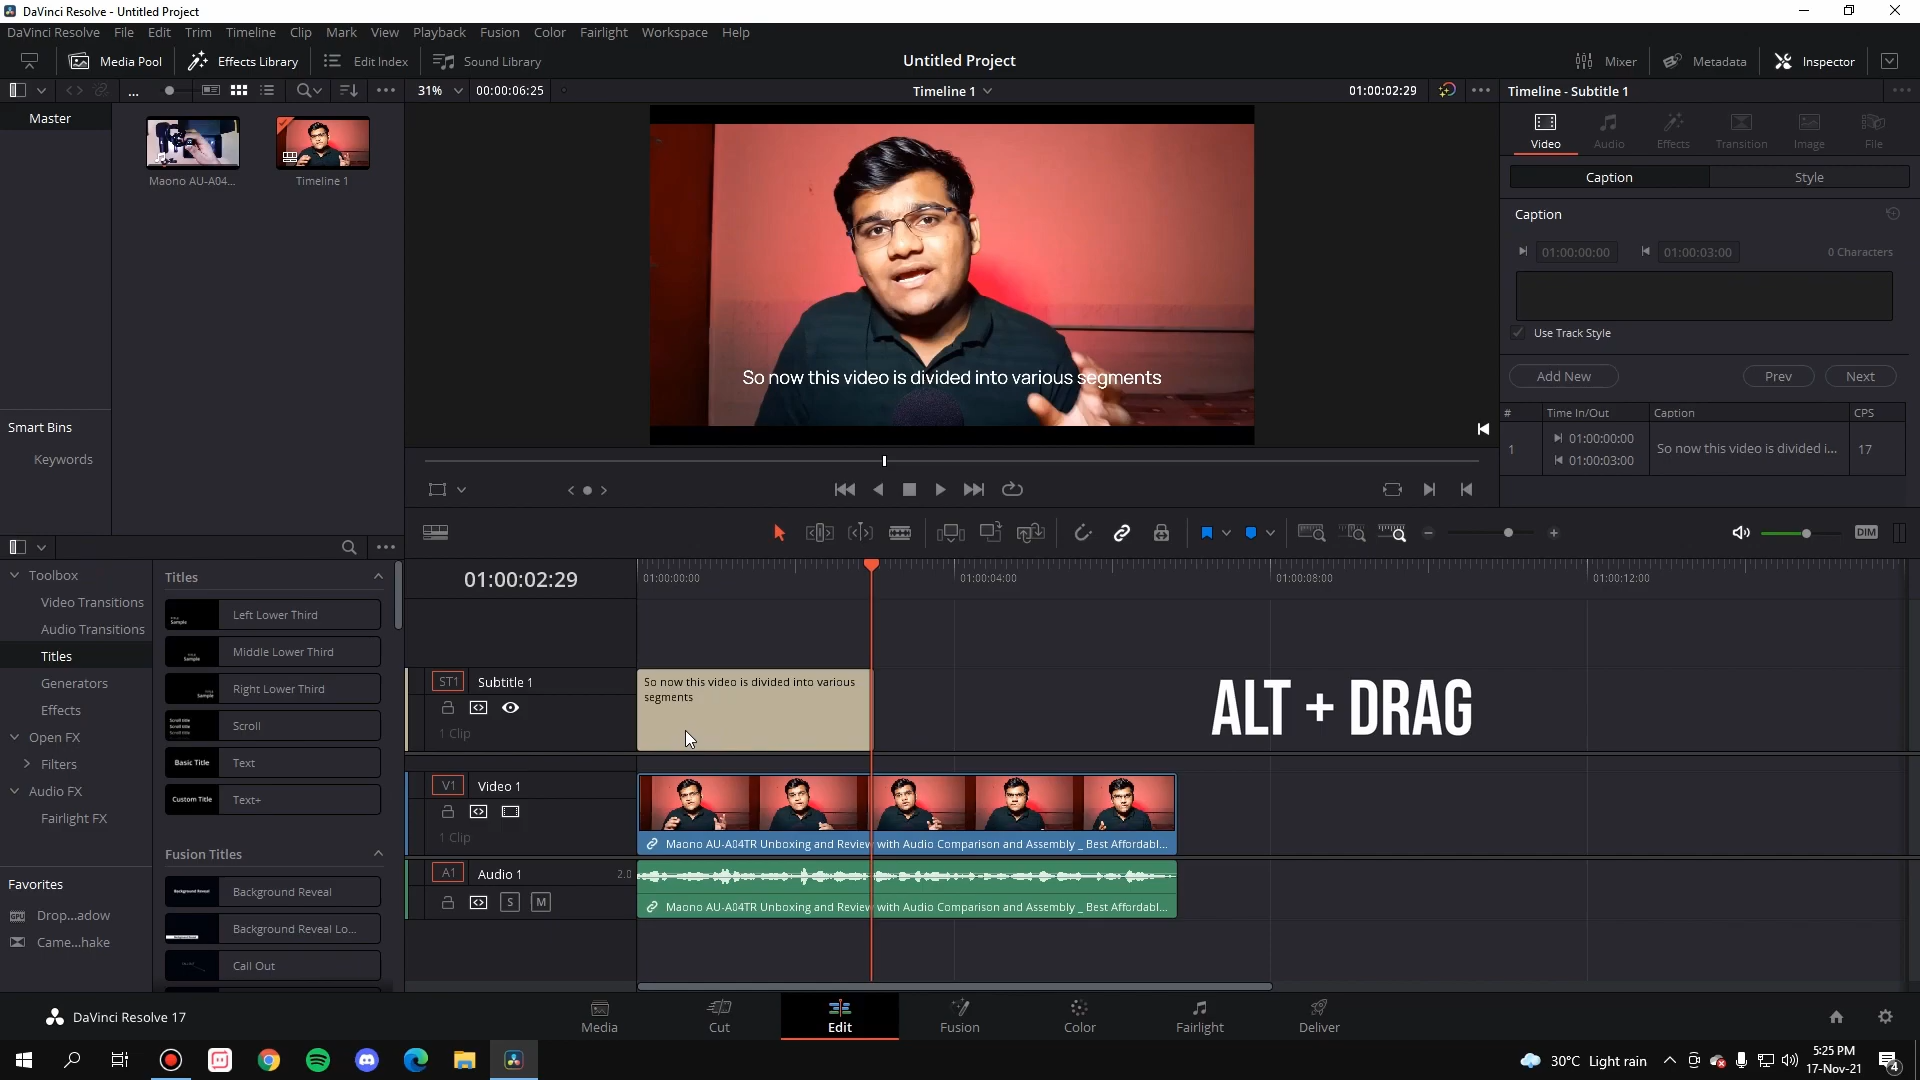 DaVinci Resolve - Untitled Project
DaVinci Resolve File Edit Trim Timeline Clip Mark View Playback Fusion Color Fairlight Workspace Help
Media Pool Effects Library Edit Index Sound Library Untitled Project Mixer Metadata Inspector
31% 00:00:06:25 Timeline 1 01:00:02:29 Timeline - Subtitle 1
Master
Maono AU-A04... Timeline 1
Video Audio Effects Transition Image File
Caption Style
Caption
01:00:00:00 01:00:03:00 0 Characters
Use Track Style
Add New Prev Next
# Time In/Out Caption CPS
1 01:00:00:00 So now this video is divided i... 17
01:00:03:00
So now this video is divided into various segments
Smart Bins
Keywords
DIM
Toolbox
Video Transitions
Audio Transitions
Titles
Generators
Effects
Open FX
Filters
Audio FX
Fairlight FX
Favorites
Drop...adow
Came...hake
Titles
Left Lower Third
Middle Lower Third
Right Lower Third
Scroll
Basic Title Text
Custom Title Text+
Fusion Titles
Background Reveal Background Reveal
Background Reveal Lo...
Call Out
01:00:02:29 01:00:00:00 01:00:04:00 01:00:08:00 01:00:12:00
ST1 Subtitle 1
1 Clip
So now this video is divided into various
segments
ALT + DRAG
V1 Video 1
1 Clip
Maono AU-A04TR Unboxing and Review with Audio Comparison and Assembly _ Best Affordabl...
A1 Audio 1 2.0
S M
Maono AU-A04TR Unboxing and Review with Audio Comparison and Assembly _ Best Affordabl...
DaVinci Resolve 17
Media Cut Edit Fusion Color Fairlight Deliver
30°C Light rain
5:25 PM
17-Nov-21
4